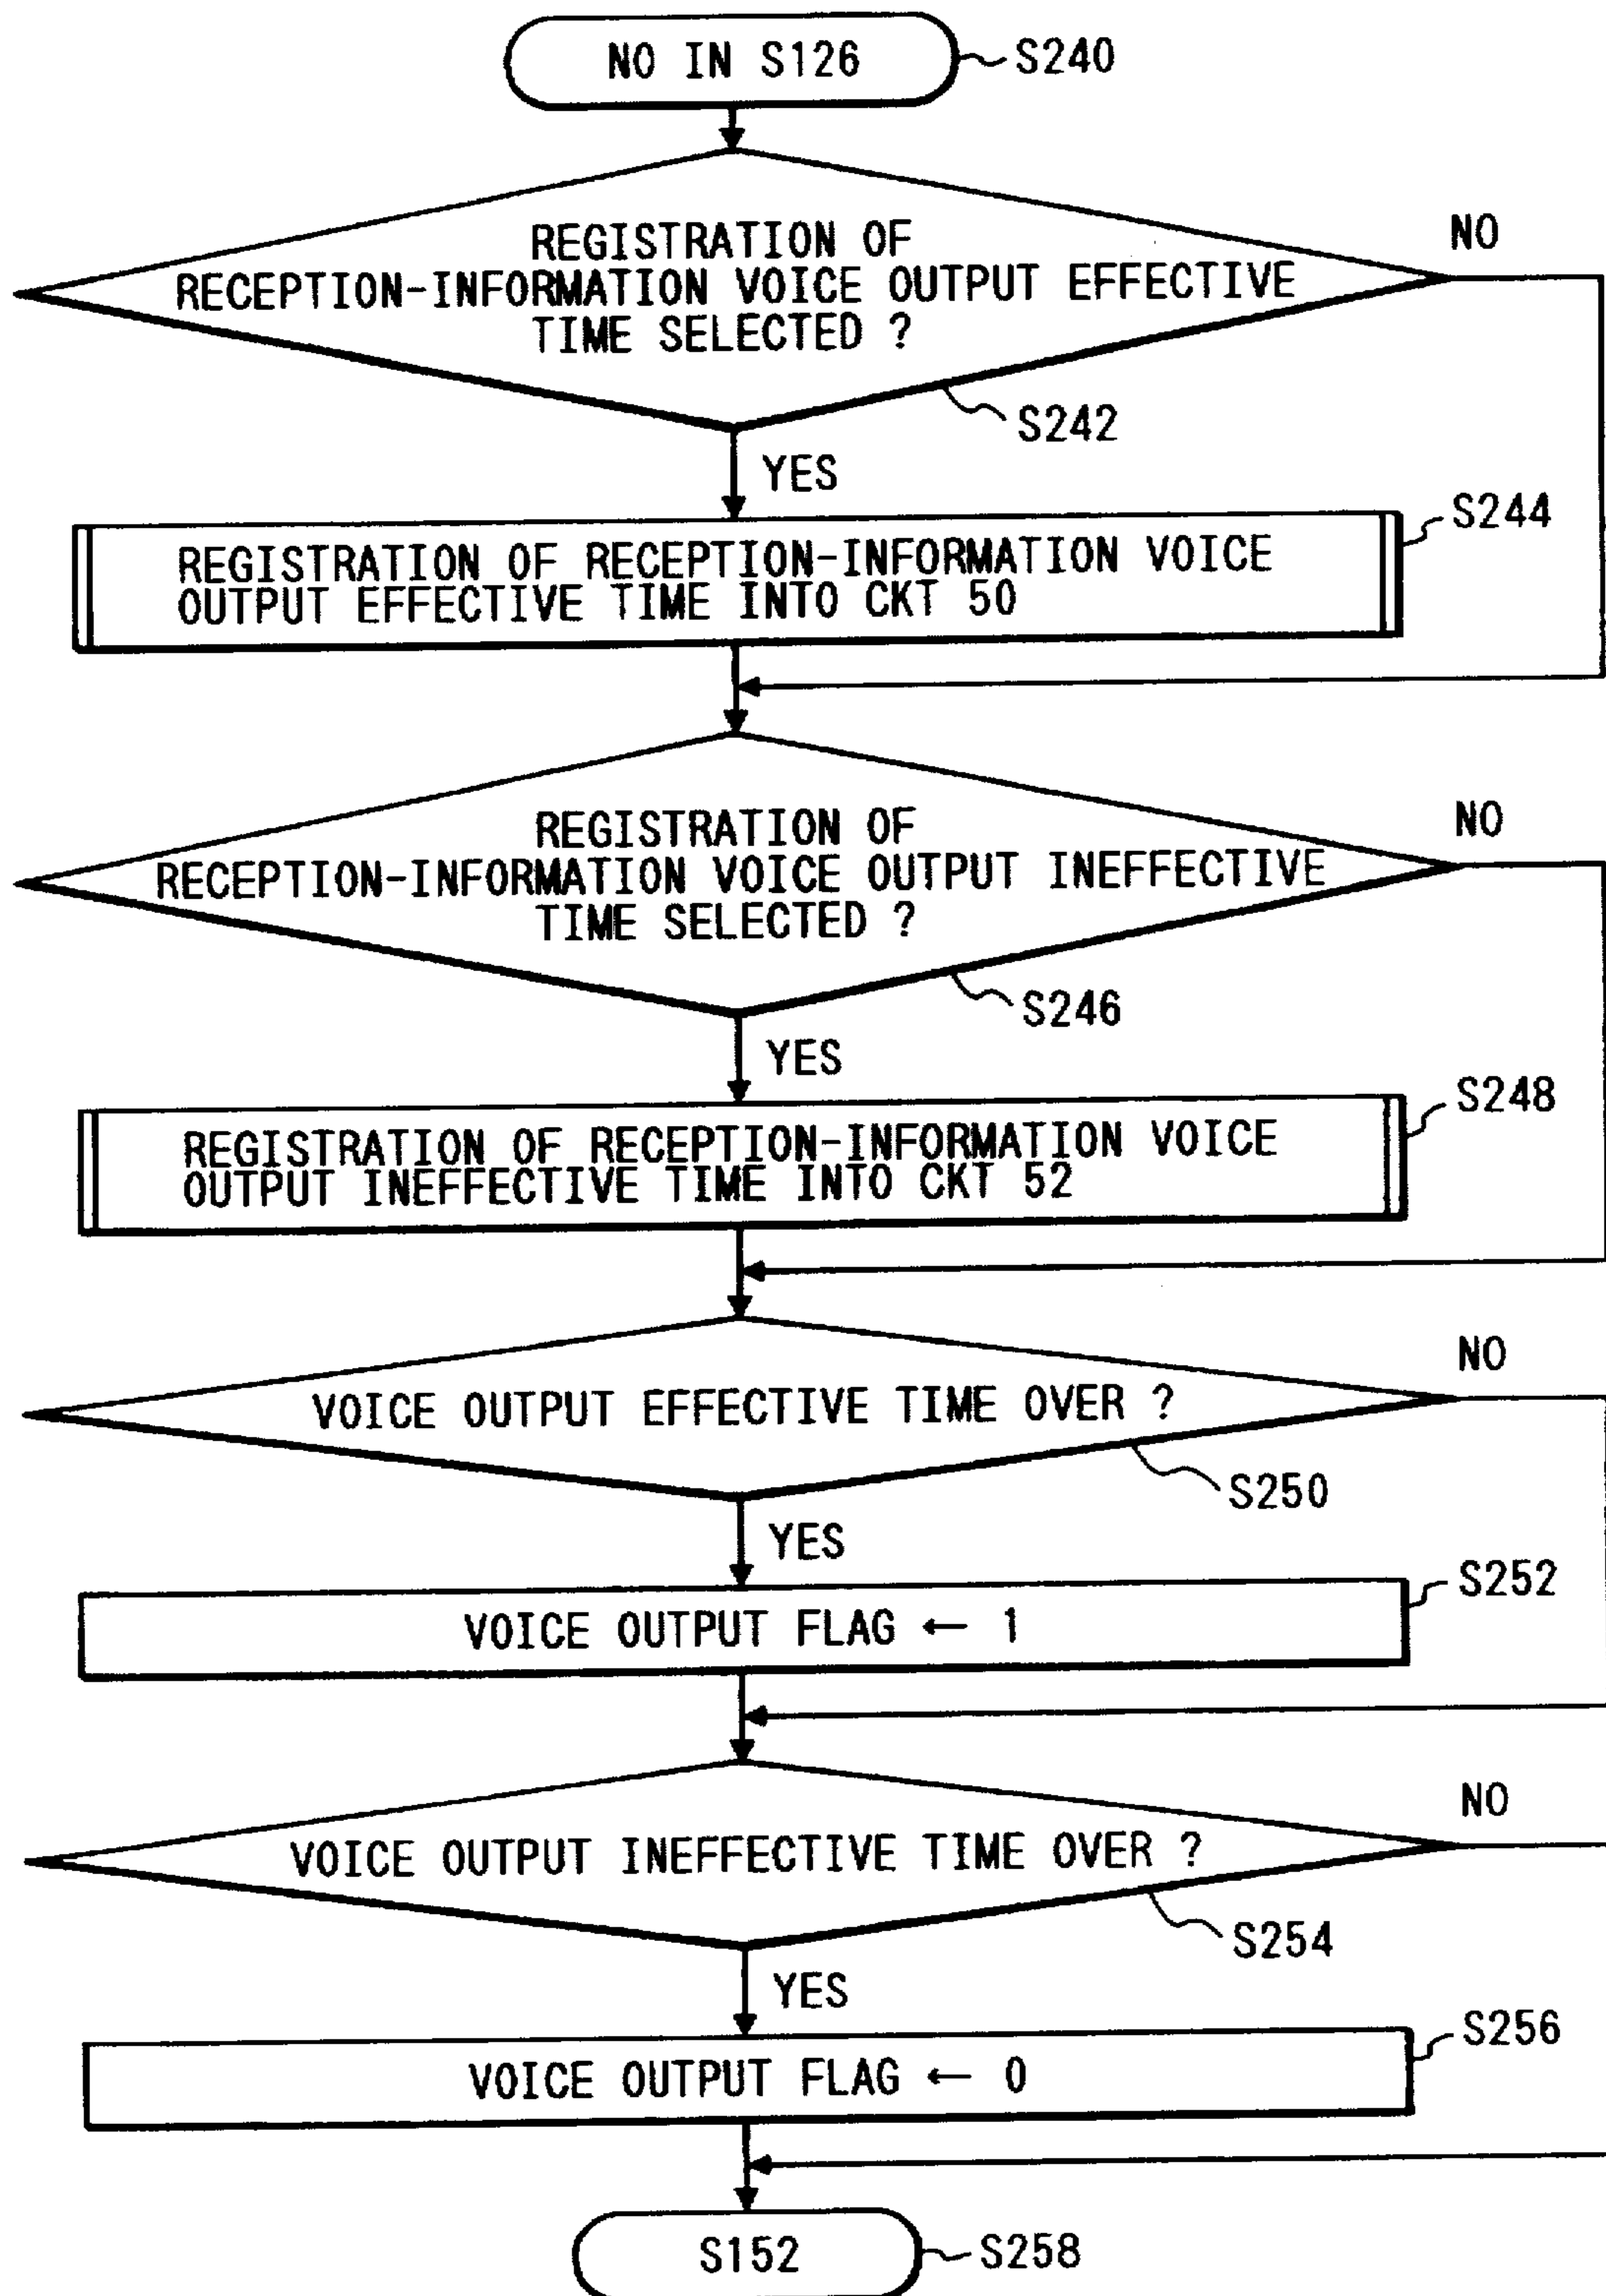 NO IN S126
S240
REGISTRATION OF
RECEPTION-INFORMATION VOICE OUTPUT EFFECTIVE
TIME SELECTED ?
NO
S242
YES
S244
REGISTRATION OF RECEPTION-INFORMATION VOICE
OUTPUT EFFECTIVE TIME INTO CKT 50
REGISTRATION OF
RECEPTION-INFORMATION VOICE OUTPUT INEFFECTIVE
TIME SELECTED ?
NO
S246
YES
S248
REGISTRATION OF RECEPTION-INFORMATION VOICE
OUTPUT INEFFECTIVE TIME INTO CKT 52
NO
VOICE OUTPUT EFFECTIVE TIME OVER ?
S250
YES
S252
VOICE OUTPUT FLAG ← 1
NO
VOICE OUTPUT INEFFECTIVE TIME OVER ?
S254
YES
S256
VOICE OUTPUT FLAG ← 0
S152
S258